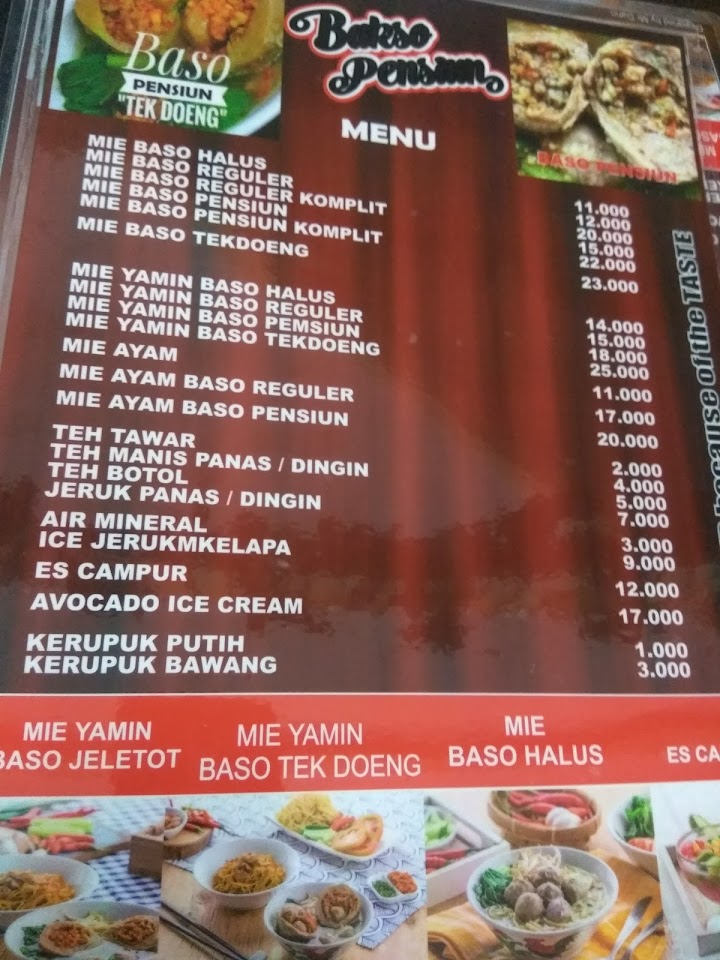 Baso
PENSIUN
"TEK DOENG"
Bakso
Pensiun
BASO PENSIUN
MENU
MIE BASO HALUS 11.000
MIE BASO REGULER 12.000
MIE BASO REGULER KOMPLIT 20.000
MIE BASO PENSIUN 15.000
MIE BASO PENSIUN KOMPLIT 22.000
MIE BASO TEKDOENG 23.000
MIE YAMIN BASO HALUS 14.000
MIE YAMIN BASO REGULER 15.000
MIE YAMIN BASO PEMSIUN 18.000
MIE YAMIN BASO TEKDOENG 25.000
MIE AYAM 11.000
MIE AYAM BASO REGULER 17.000
MIE AYAM BASO PENSIUN 20.000
TEH TAWAR 2.000
TEH MANIS PANAS / DINGIN 4.000
TEH BOTOL 5.000
JERUK PANAS / DINGIN 7.000
AIR MINERAL 3.000
ICE JERUKMKELAPA 9.000
ES CAMPUR 12.000
AVOCADO ICE CREAM 17.000
KERUPUK PUTIH 1.000
KERUPUK BAWANG 3.000
because of the TASTE
MIE YAMIN
BASO JELETOT
MIE YAMIN
BASO TEK DOENG
MIE
BASO HALUS
ES CA